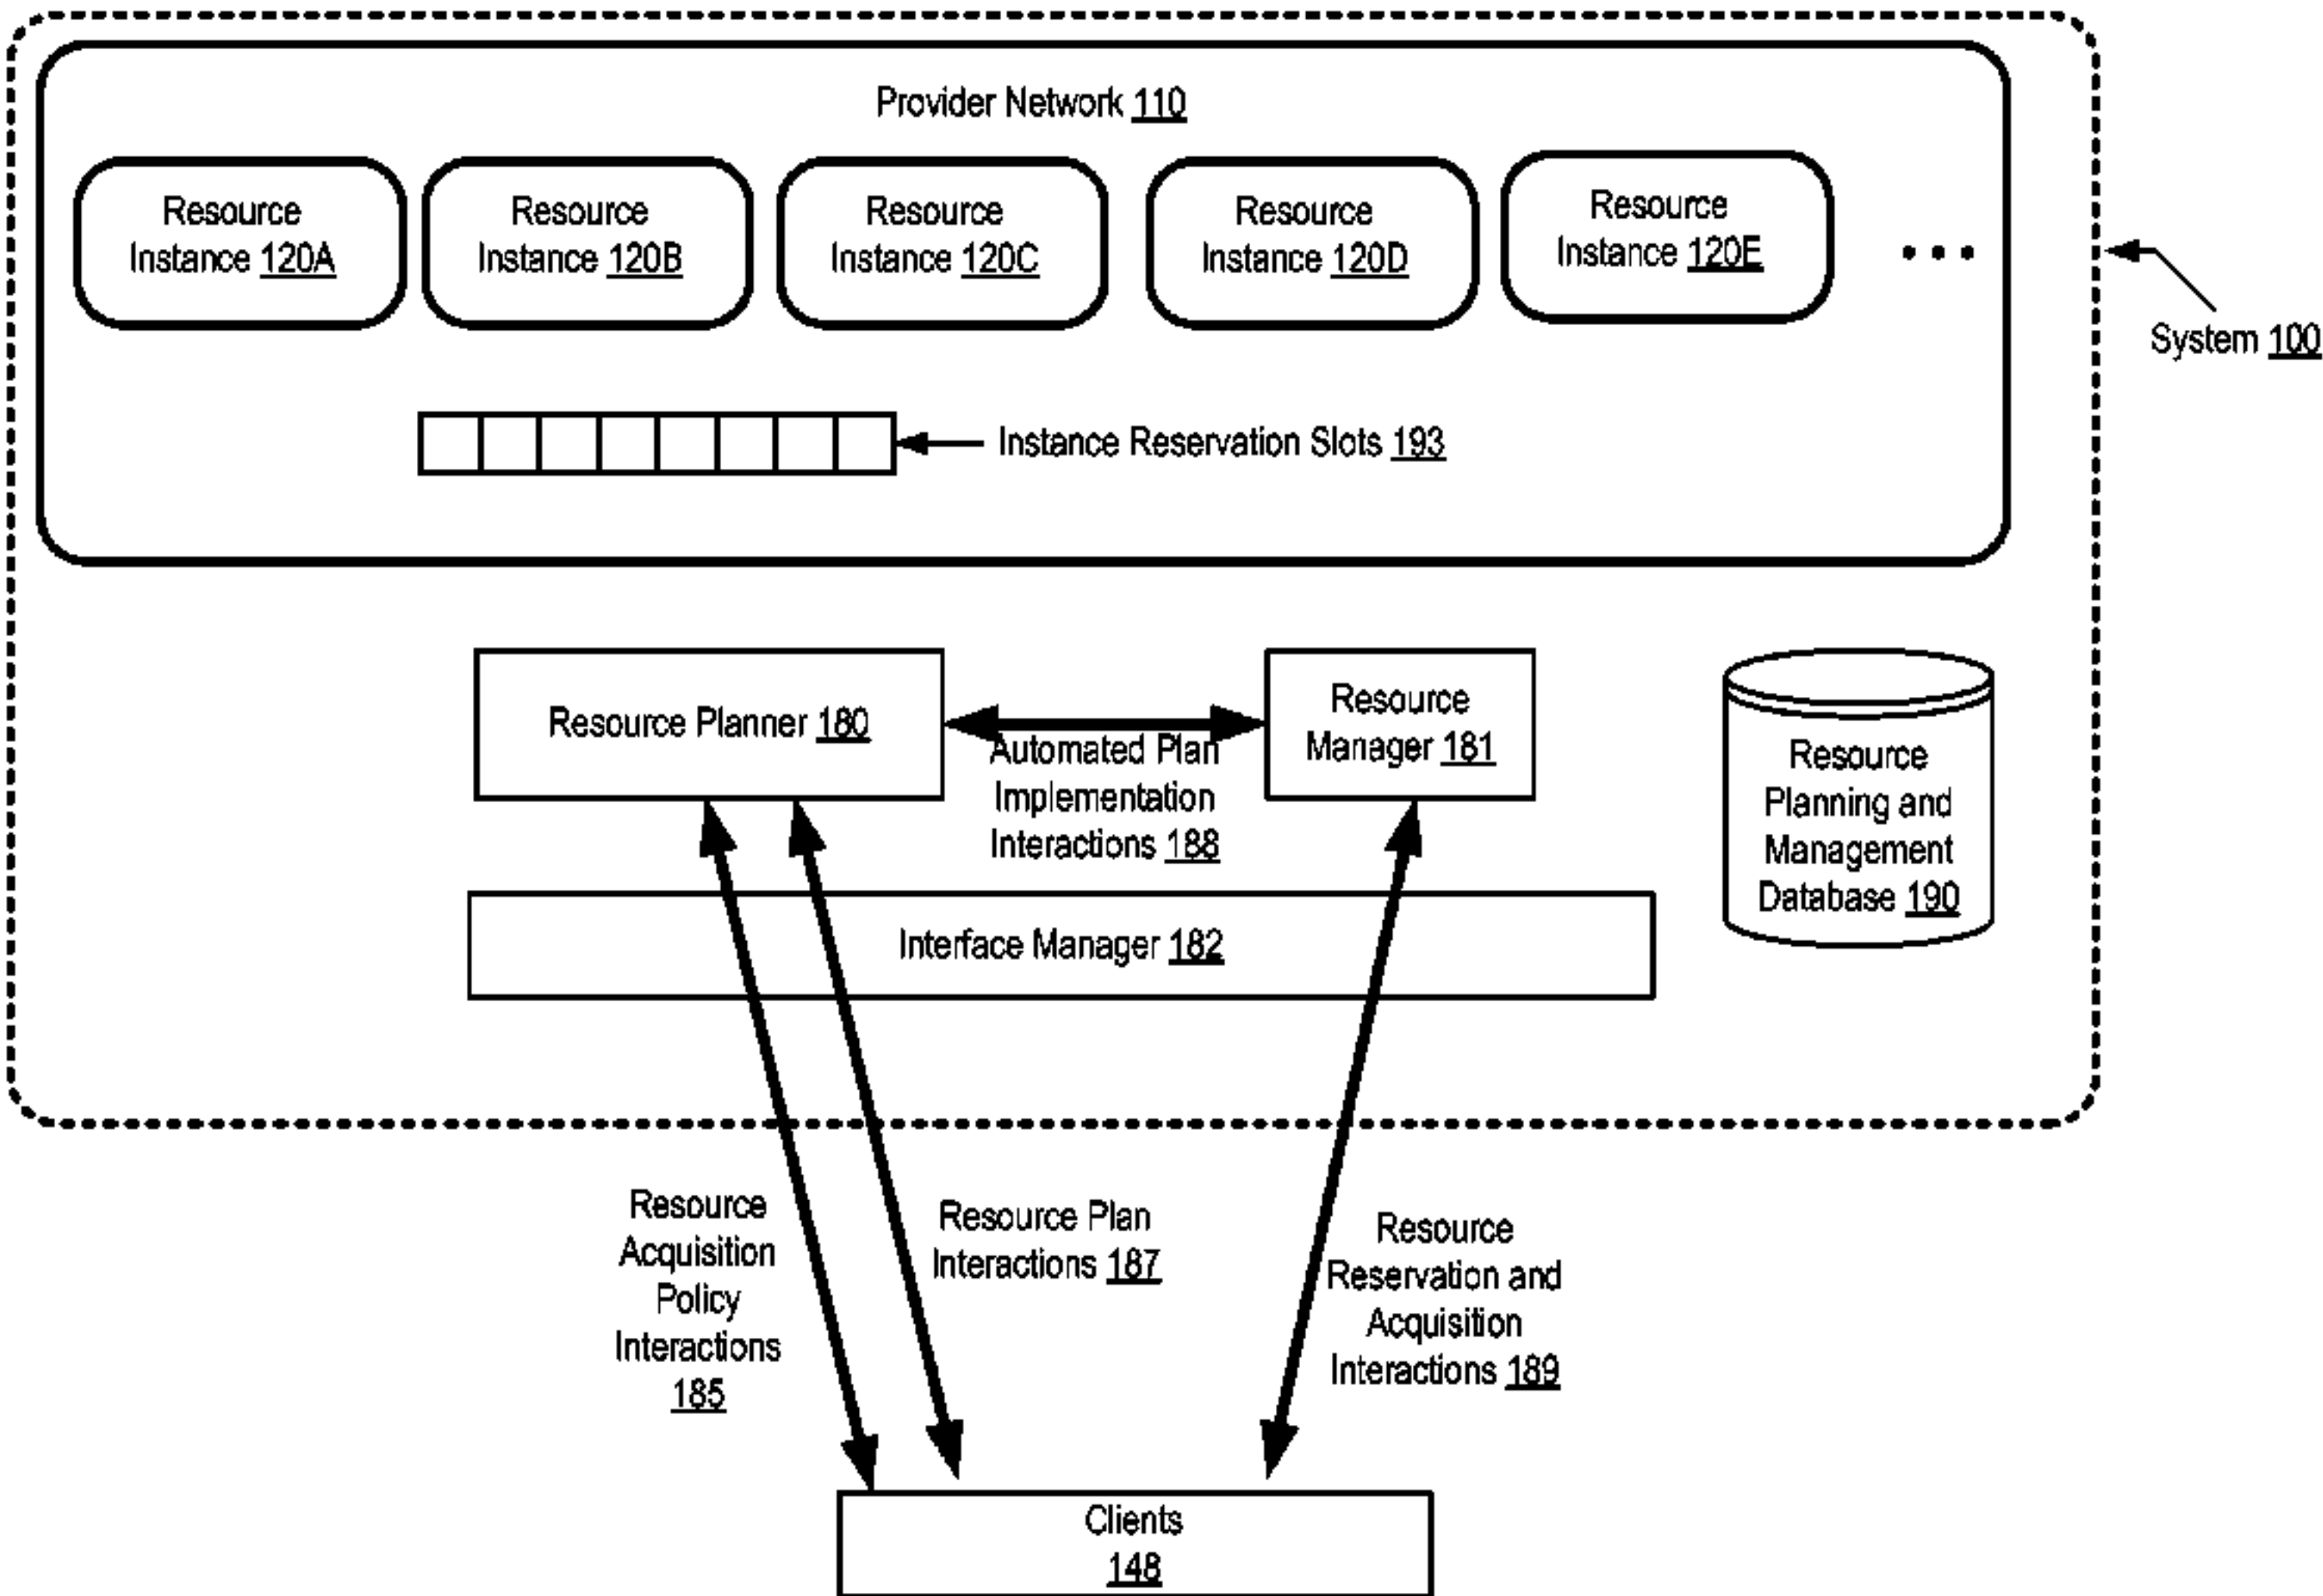 Provider Network 110
Resource
Instance 120A
Resource
Instance 120B
Resource
Instance 120C
Resource
Instance 120D
Resource
Instance 120E
System 100
Instance Reservation Slots 193
Resource Planner 180
Automated Plan
Implementation
Interactions 188
Resource
Manager 181
Resource
Planning and
Management
Database 190
Interface Manager 182
Resource
Acquisition
Policy
Interactions
185
Resource Plan
Interactions 187
Resource
Reservation and
Acquisition
Interactions 189
Clients
148